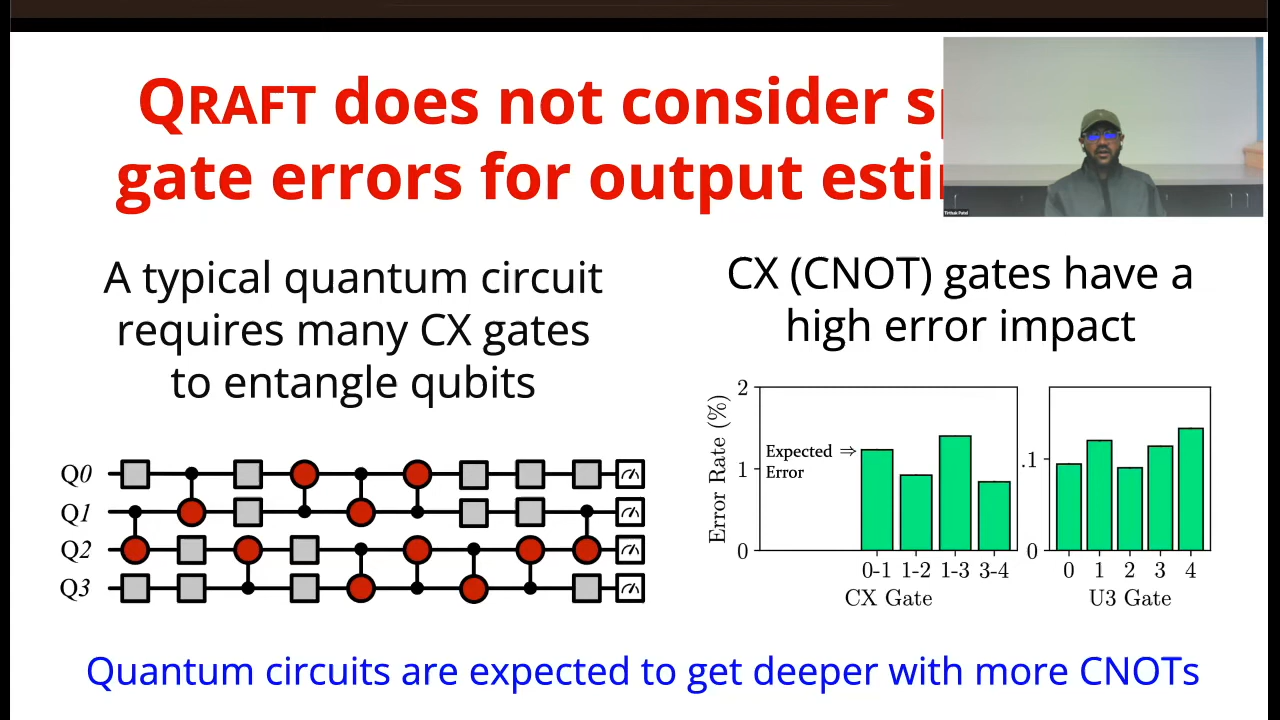 QRAFT does not consider
gate errors for output
Tirthak Patel
A typical quantum circuit
requires many CX gates
to entangle qubits
CX (CNOT) gates have a
high error impact
Q0
Q1
Q2
Q3
Error Rate (%)
2
1
0
Expected ⇒
Error
0-1 1-2 1-3 3-4
CX Gate
.1
0
0 1 2 3 4
U3 Gate
Quantum circuits are expected to get deeper with more CNOTs